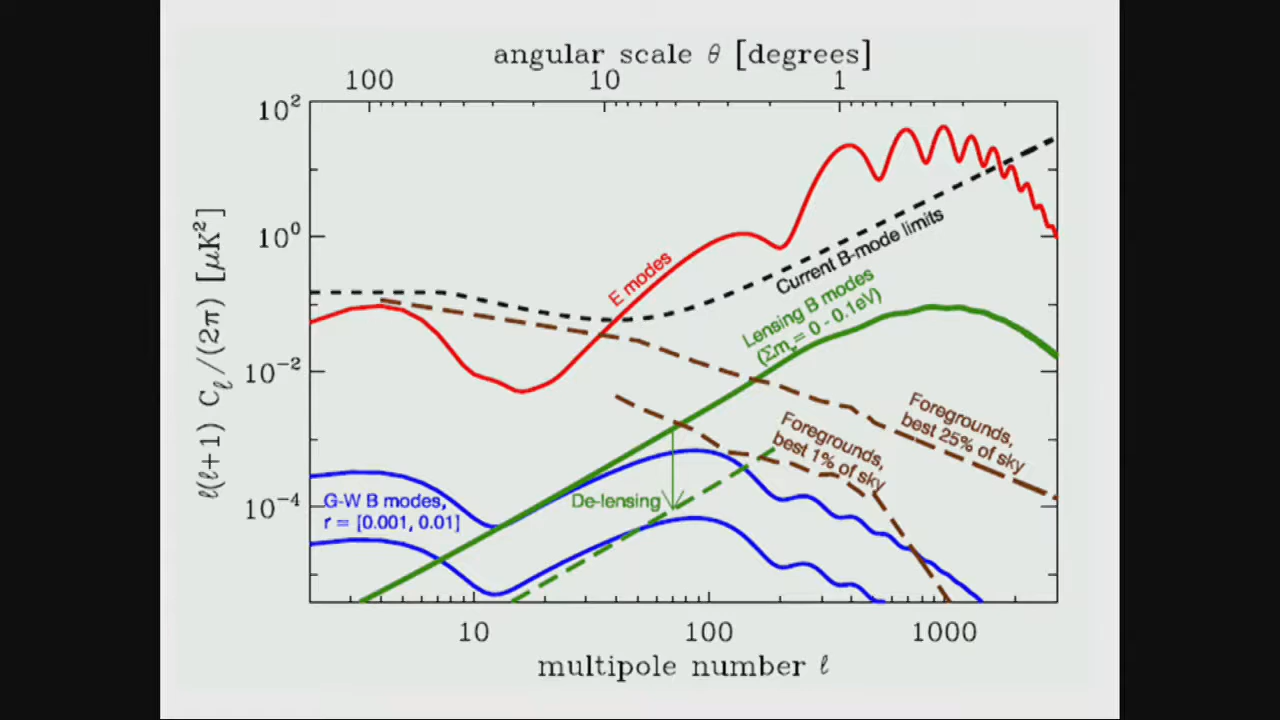 angular scale θ [degrees]
100 10 1
10²
10⁰
10⁻²
10⁻⁴
ℓ(ℓ+1) C_ℓ/(2π) [μK²]
E modes
Current B-mode limits
Lensing B modes
(Σm_ν = 0 - 0.1eV)
Foregrounds,
best 25% of sky
Foregrounds,
best 1% of sky
De-lensing
G-W B modes,
r = [0.001, 0.01]
10 100 1000
multipole number ℓ